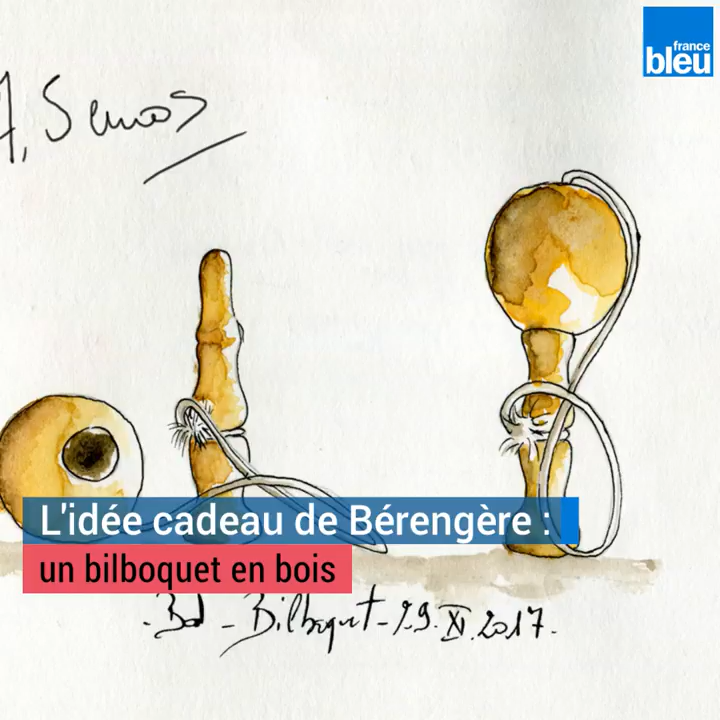 france
bleu
L'idée cadeau de Bérengère :
un bilboquet en bois
Bilboquet - 29. XI. 2017.